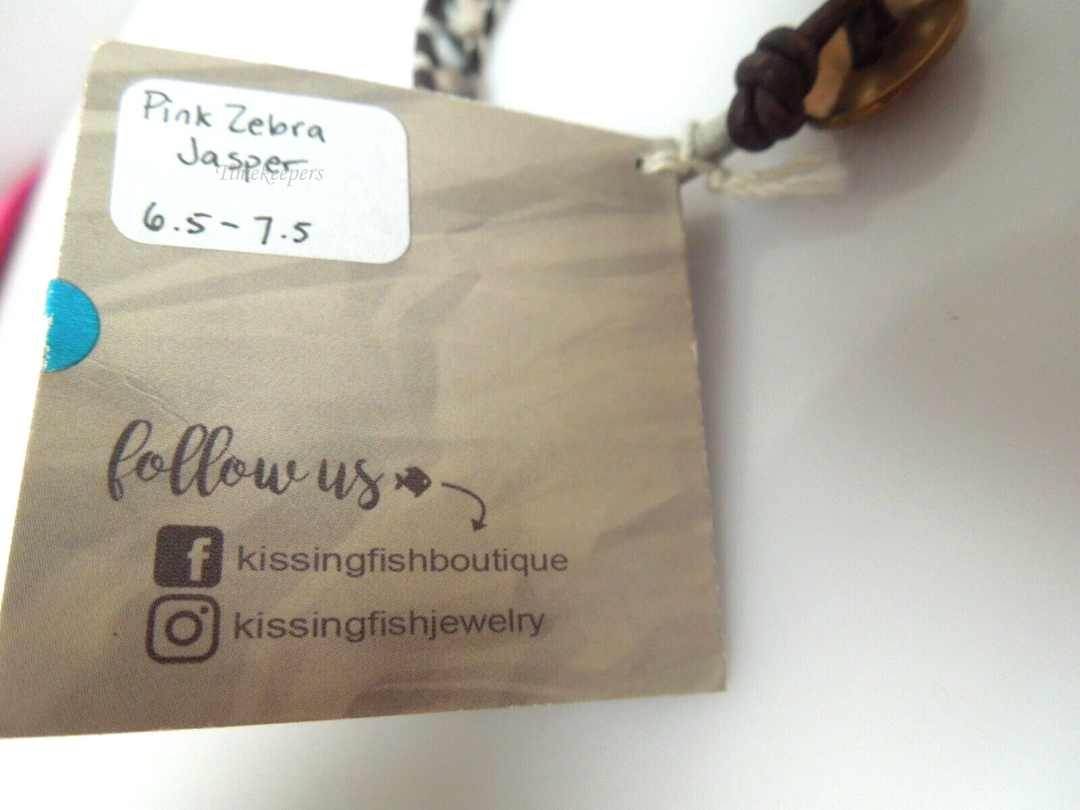 Pink Zebra
Jasper
Timekeepers
6.5 - 7.5
follow us
kissingfishboutique
kissingfishjewelry